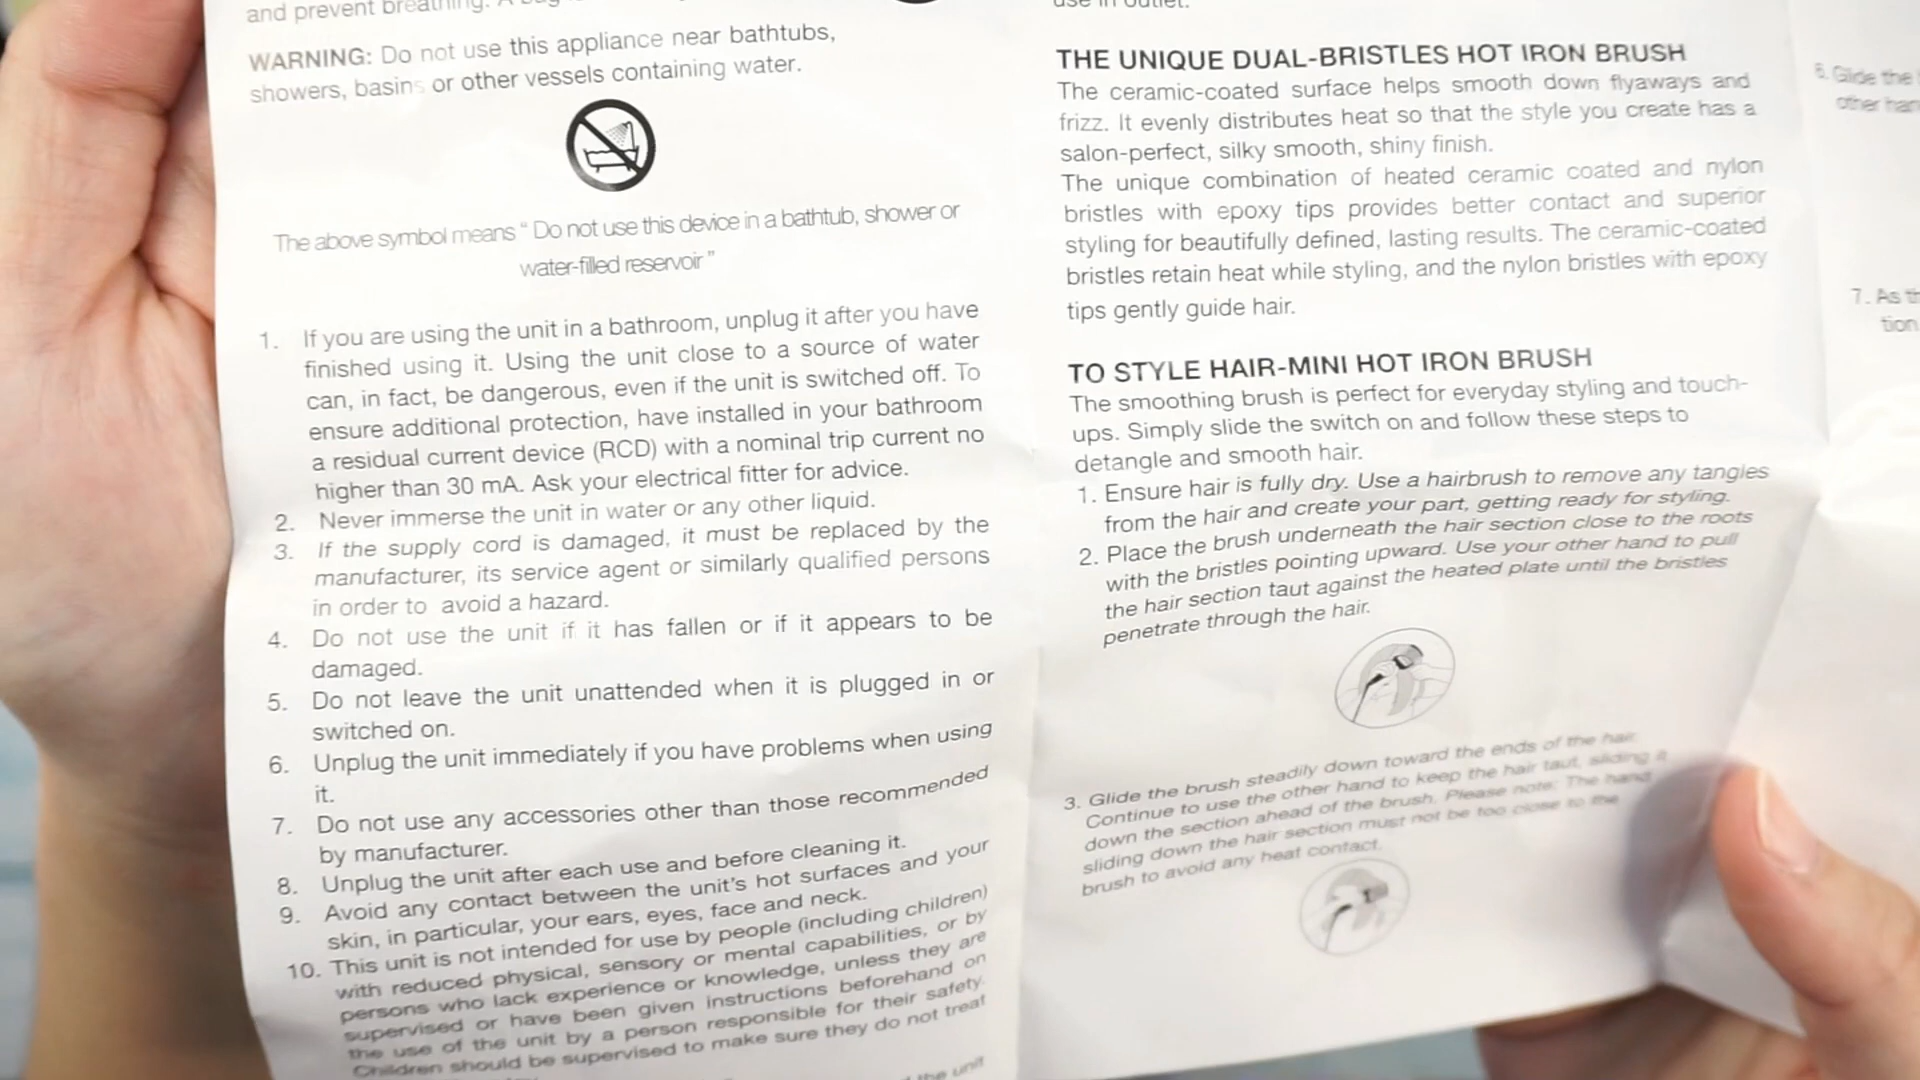 and prevent breathing. A bag
WARNING: Do not use this appliance near bathtubs,
showers, basins or other vessels containing water.
The above symbol means “ Do not use this device in a bathtub, shower or
water-filled reservoir ”
1. If you are using the unit in a bathroom, unplug it after you have
finished using it. Using the unit close to a source of water
can, in fact, be dangerous, even if the unit is switched off. To
ensure additional protection, have installed in your bathroom
a residual current device (RCD) with a nominal trip current no
higher than 30 mA. Ask your electrical fitter for advice.
2. Never immerse the unit in water or any other liquid.
3. If the supply cord is damaged, it must be replaced by the
manufacturer, its service agent or similarly qualified persons
in order to avoid a hazard.
4. Do not use the unit if it has fallen or if it appears to be
damaged.
5. Do not leave the unit unattended when it is plugged in or
switched on.
6. Unplug the unit immediately if you have problems when using
it.
7. Do not use any accessories other than those recommended
by manufacturer.
8. Unplug the unit after each use and before cleaning it.
9. Avoid any contact between the unit's hot surfaces and your
skin, in particular, your ears, eyes, face and neck.
10. This unit is not intended for use by people (including children)
with reduced physical, sensory or mental capabilities, or by
persons who lack experience or knowledge, unless they are
supervised or have been given instructions beforehand on
the use of the unit by a person responsible for their safety.
Children should be supervised to make sure they do not treat
the unit
use in outlet.
THE UNIQUE DUAL-BRISTLES HOT IRON BRUSH
The ceramic-coated surface helps smooth down flyaways and
frizz. It evenly distributes heat so that the style you create has a
salon-perfect, silky smooth, shiny finish.
The unique combination of heated ceramic coated and nylon
bristles with epoxy tips provides better contact and superior
styling for beautifully defined, lasting results. The ceramic-coated
bristles retain heat while styling, and the nylon bristles with epoxy
tips gently guide hair.
TO STYLE HAIR-MINI HOT IRON BRUSH
The smoothing brush is perfect for everyday styling and touch-
ups. Simply slide the switch on and follow these steps to
detangle and smooth hair.
1. Ensure hair is fully dry. Use a hairbrush to remove any tangles
from the hair and create your part, getting ready for styling.
2. Place the brush underneath the hair section close to the roots
with the bristles pointing upward. Use your other hand to pull
the hair section taut against the heated plate until the bristles
penetrate through the hair.
3. Glide the brush steadily down toward the ends of the hair.
Continue to use the other hand to keep the hair taut, sliding it
down the section ahead of the brush. Please note: The hand
sliding down the hair section must not be too close to the
brush to avoid any heat contact.
6. Glide the
other han
7. As th
tion